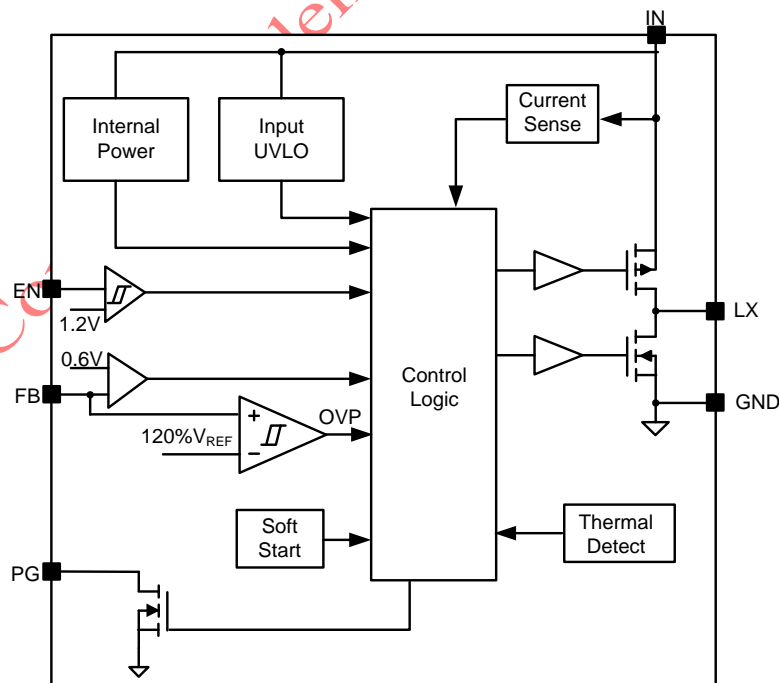 IN
Internal
Power
Input
UVLO
Current
Sense
EN
1.2V
0.6V
FB
120%VREF
OVP
Control
Logic
LX
GND
Soft
Start
Thermal
Detect
PG